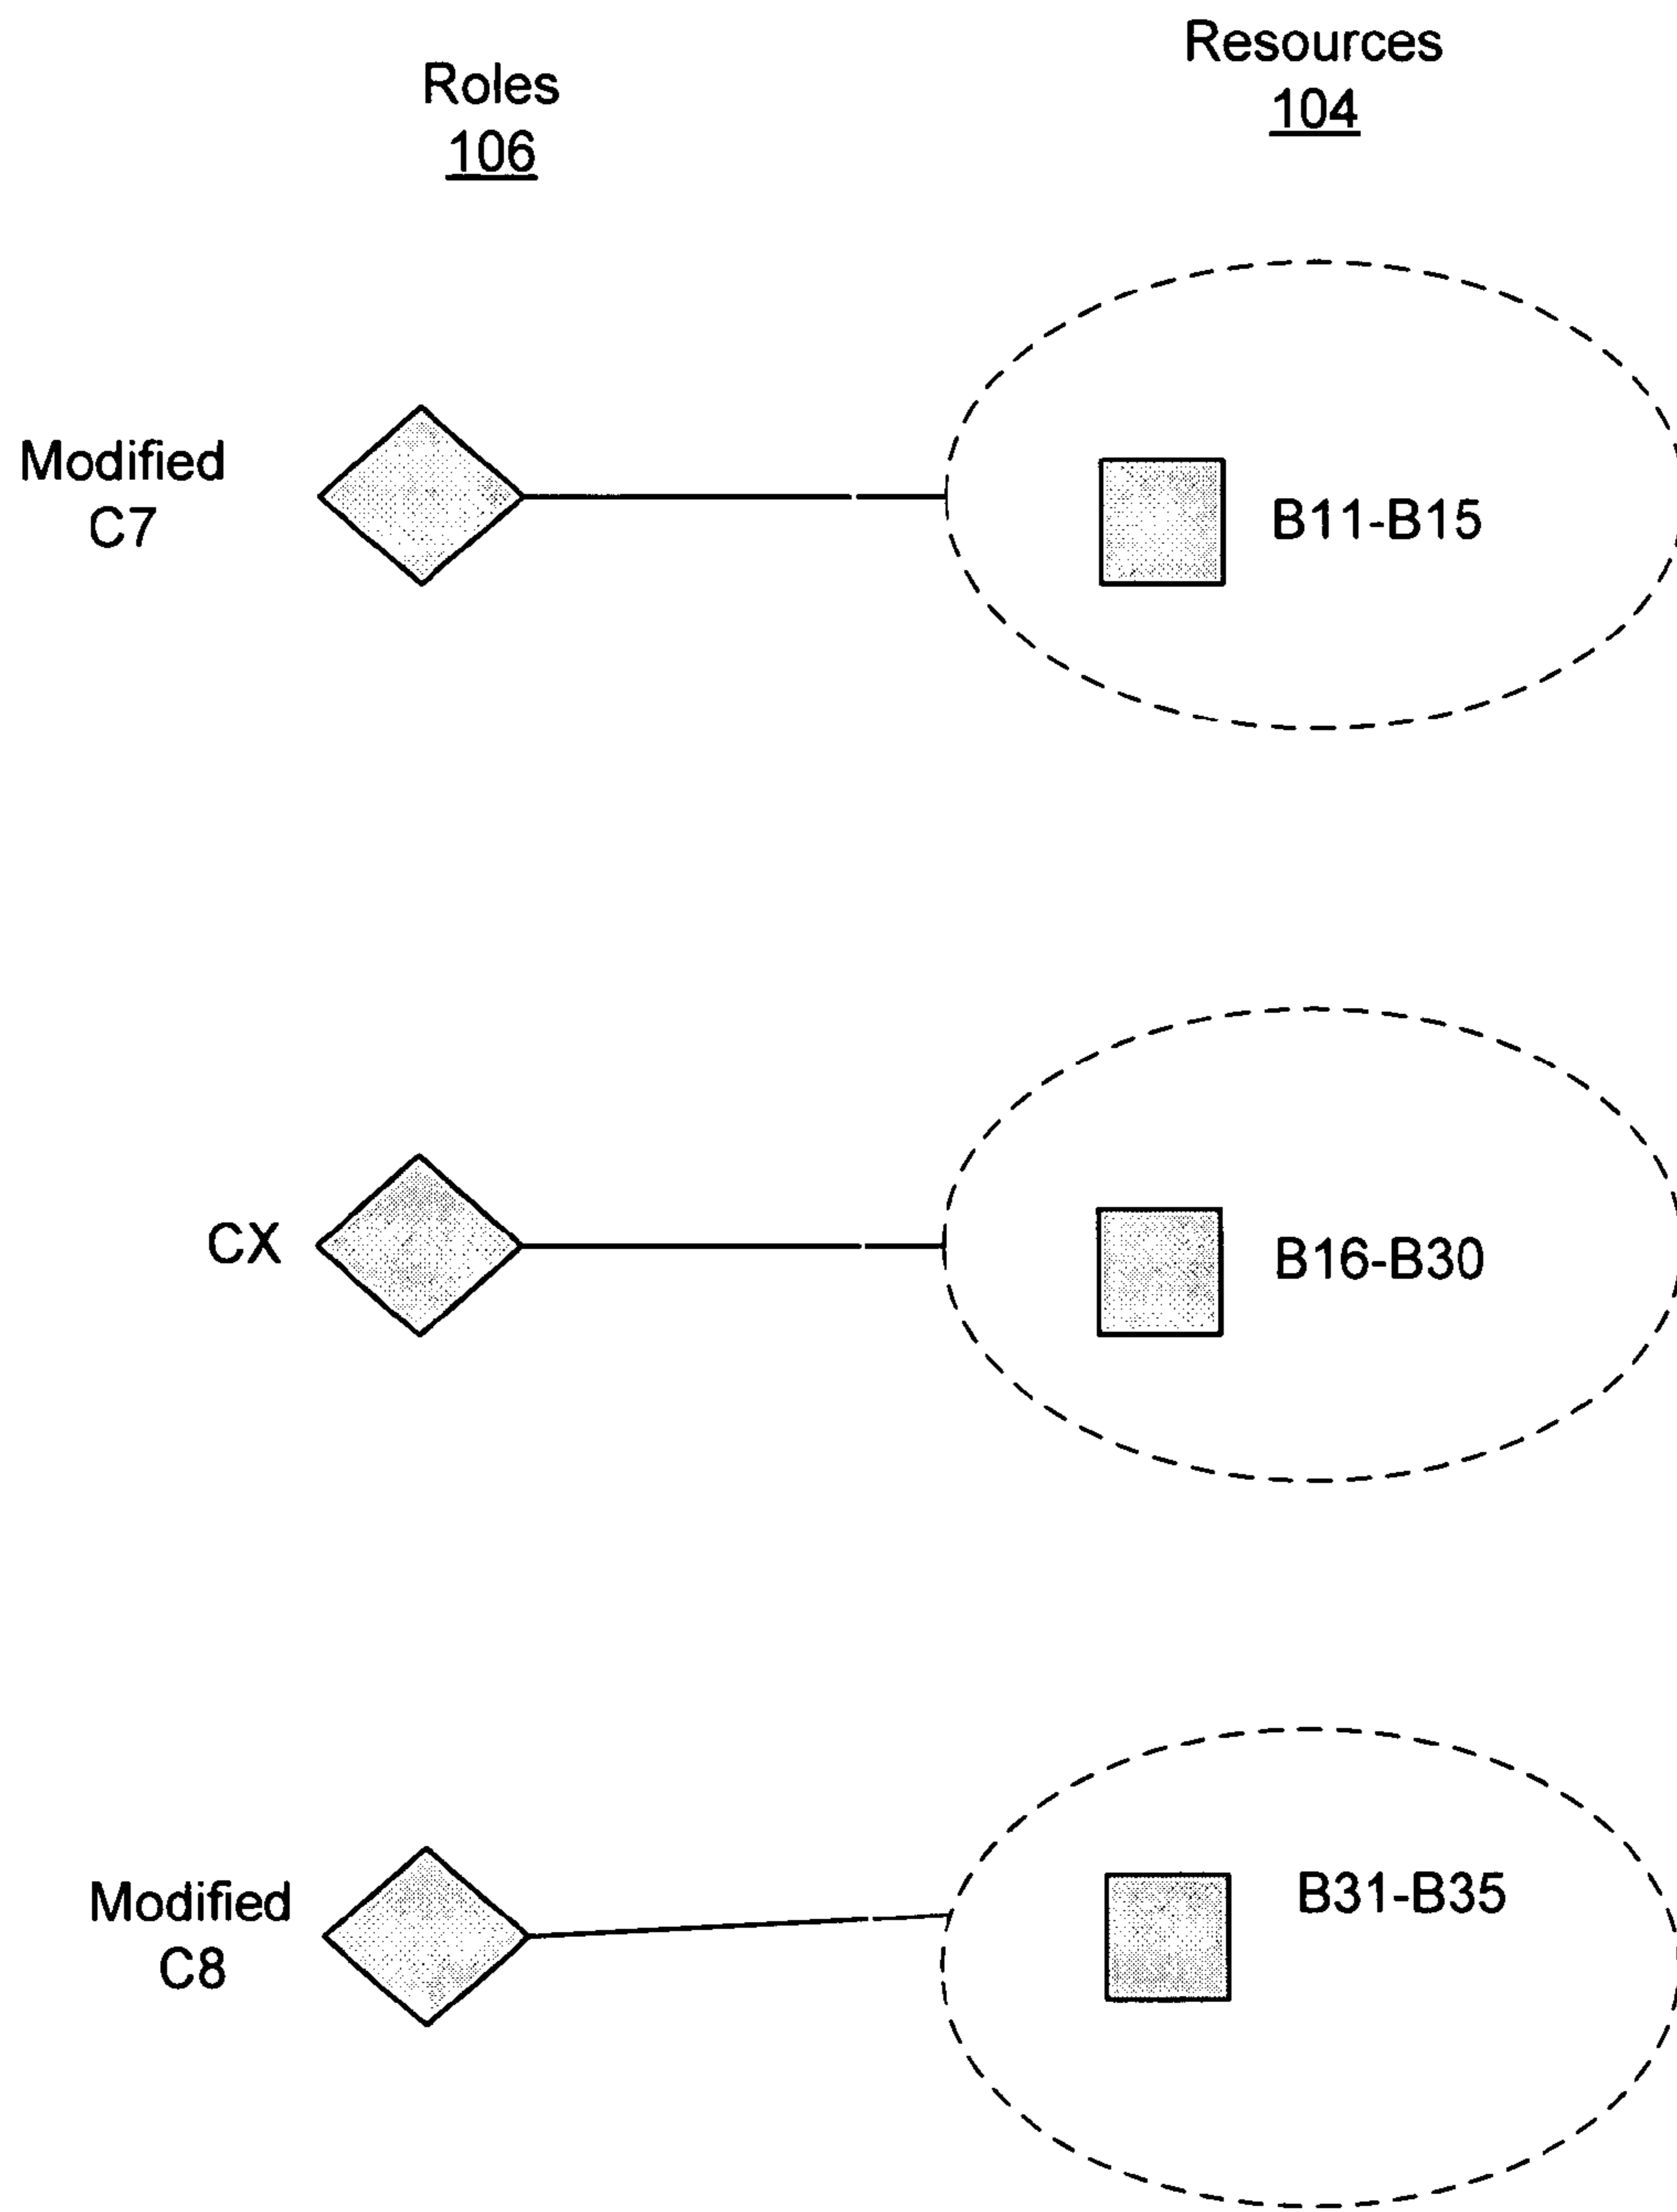 Roles
106
Resources
104
Modified
C7
B11-B15
CX
B16-B30
Modified
C8
B31-B35